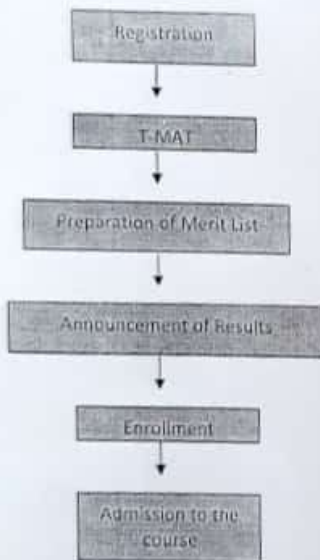 Registration
T-MAT
Preparation of Merit List
Announcement of Results
Enrollment
Admission to the
course